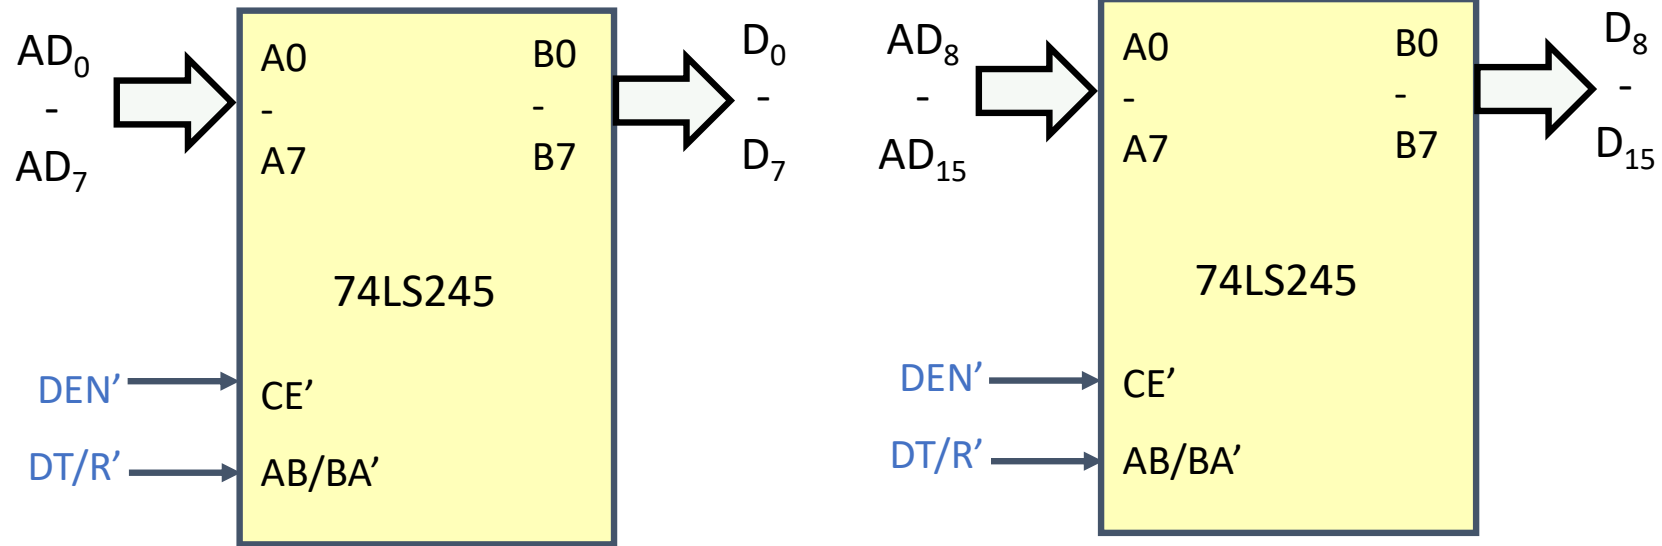 AD₀
-
AD₇
A0
-
A7
B0
-
B7
D₀
-
D₇
74LS245
DEN’
CE’
DT/R’
AB/BA’
AD₈
-
AD₁₅
A0
-
A7
B0
-
B7
D₈
-
D₁₅
74LS245
DEN’
CE’
DT/R’
AB/BA’